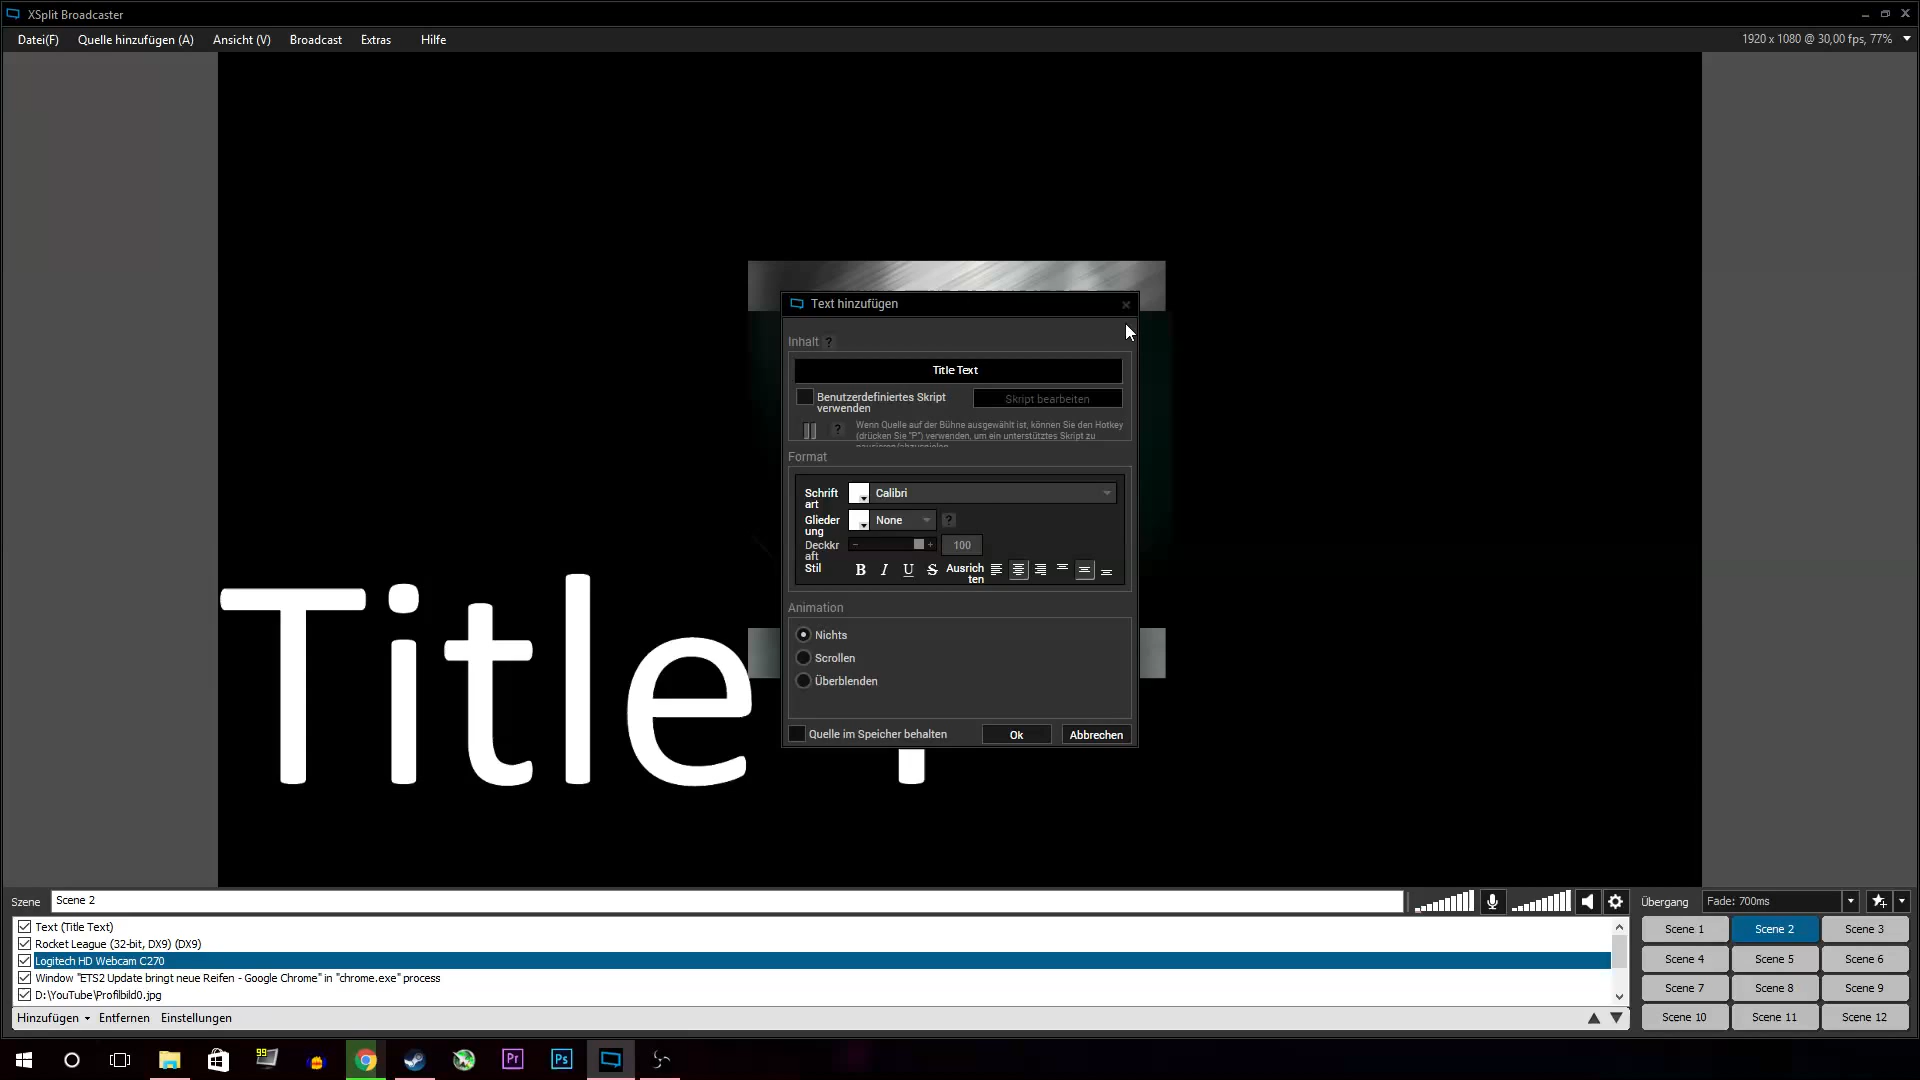 XSplit Broadcaster
Datei(F) Quelle hinzufügen (A) Ansicht (V) Broadcast Extras Hilfe
1920 x 1080 @ 30,00 fps, 77%
Title
Text hinzufügen
Inhalt ?
Title Text
Benutzerdefiniertes Skript
verwenden
Skript bearbeiten
? Wenn Quelle auf der Bühne ausgewählt ist, können Sie den Hotkey
(drücken Sie "P") verwenden, um ein unterstütztes Skript zu
pausieren/abzuspielen
Format
Schrift
art
Calibri
Glieder
ung
None ?
Deckkr
aft
100
Stil B I U S Ausrich
ten
Animation
Nichts
Scrollen
Überblenden
Quelle im Speicher behalten Ok Abbrechen
Szene Scene 2
Übergang Fade: 700ms
Text (Title Text)
Rocket League (32-bit, DX9) (DX9)
Logitech HD Webcam C270
Window "ETS2 Update bringt neue Reifen - Google Chrome" in "chrome.exe" process
D:\YouTube\Profilbild0.jpg
Hinzufügen Entfernen Einstellungen
Scene 1 Scene 2 Scene 3
Scene 4 Scene 5 Scene 6
Scene 7 Scene 8 Scene 9
Scene 10 Scene 11 Scene 12
99 Pr Ps